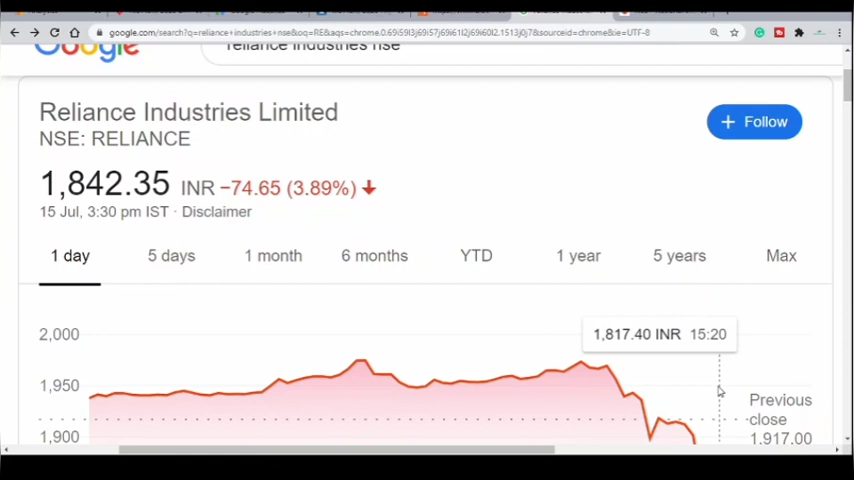 google.com/search?q=reliance+industries+nse&oq=RE&aqs=chrome.0.69i59j69i57j69i61l2j69i60l2.1513j0j7&sourceid=chrome&ie=UTF-8
Google
reliance industries nse
Reliance Industries Limited
NSE: RELIANCE
+ Follow
1,842.35 INR −74.65 (3.89%)
15 Jul, 3:30 pm IST · Disclaimer
1 day 5 days 1 month 6 months YTD 1 year 5 years Max
2,000
1,817.40 INR 15:20
1,950
Previous
close
1,917.00
1,900